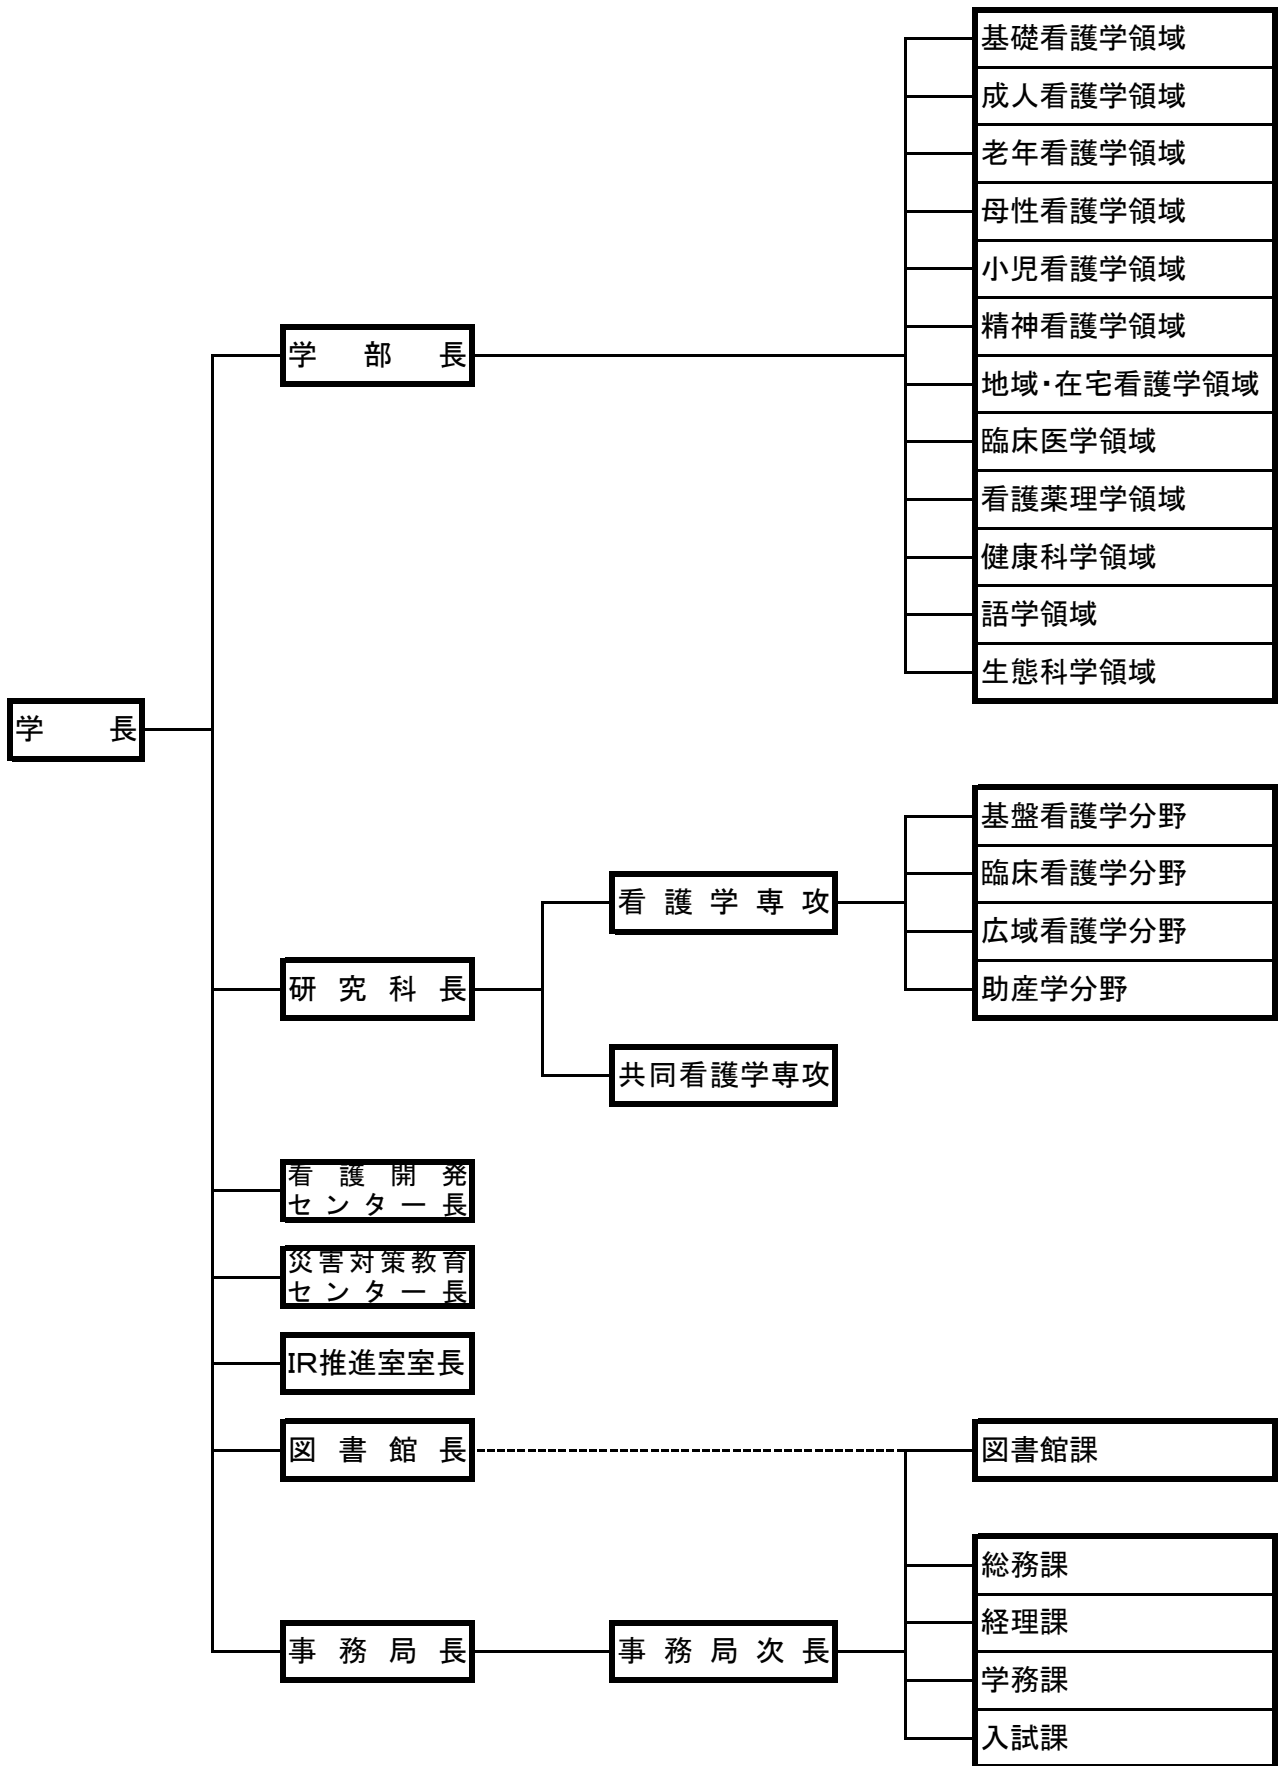 基礎看護学領域
成人看護学領域
老年看護学領域
母性看護学領域
小児看護学領域
精神看護学領域
学部長
地域・在宅看護学領域
臨床医学領域
看護薬理学領域
健康科学領域
語学領域
生態科学領域
学長
基盤看護学分野
臨床看護学分野
看護学専攻
広域看護学分野
研究科長
助産学分野
共同看護学専攻
看護開発
センター長
災害対策教育
センター長
IR推進室室長
図書館長
図書館課
総務課
経理課
事務局長
事務局次長
学務課
入試課